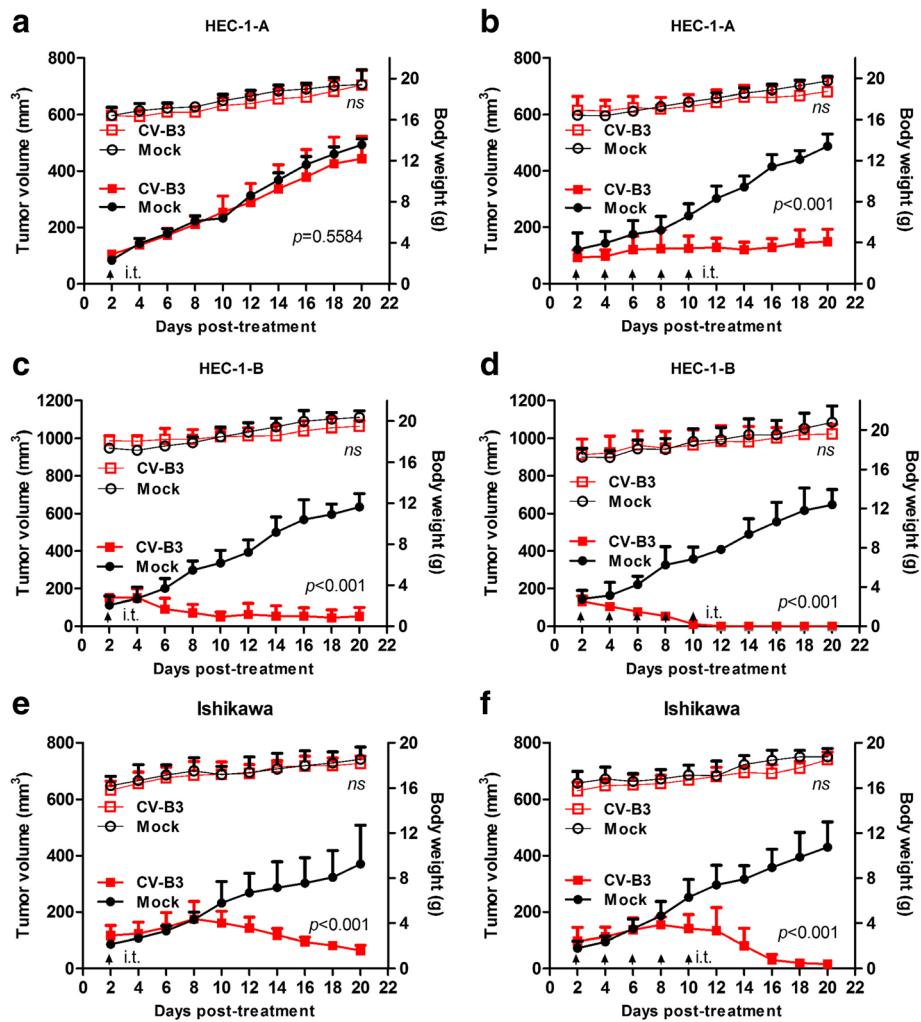 a
HEC-1-A
Tumor volume (mm³)
800
600
400
200
0
Body weight (g)
20
16
12
8
4
0
ns
CV-B3
Mock
CV-B3
Mock
p=0.5584
i.t.
0 2 4 6 8 10 12 14 16 18 20 22
Days post-treatment
b
HEC-1-A
Tumor volume (mm³)
800
600
400
200
0
Body weight (g)
20
16
12
8
4
0
ns
CV-B3
Mock
CV-B3
Mock
p<0.001
i.t.
0 2 4 6 8 10 12 14 16 18 20 22
Days post-treatment
c
HEC-1-B
Tumor volume (mm³)
1200
1000
800
600
400
200
0
Body weight (g)
20
16
12
8
4
0
ns
CV-B3
Mock
CV-B3
Mock
p<0.001
i.t.
0 2 4 6 8 10 12 14 16 18 20 22
Days post-treatment
d
HEC-1-B
Tumor volume (mm³)
1200
1000
800
600
400
200
0
Body weight (g)
20
16
12
8
4
0
ns
CV-B3
Mock
CV-B3
Mock
p<0.001
i.t.
0 2 4 6 8 10 12 14 16 18 20 22
Days post-treatment
e
Ishikawa
Tumor volume (mm³)
800
600
400
200
0
Body weight (g)
20
16
12
8
4
0
ns
CV-B3
Mock
CV-B3
Mock
p<0.001
i.t.
0 2 4 6 8 10 12 14 16 18 20 22
Days post-treatment
f
Ishikawa
Tumor volume (mm³)
800
600
400
200
0
Body weight (g)
20
16
12
8
4
0
ns
CV-B3
Mock
CV-B3
Mock
p<0.001
i.t.
0 2 4 6 8 10 12 14 16 18 20 22
Days post-treatment